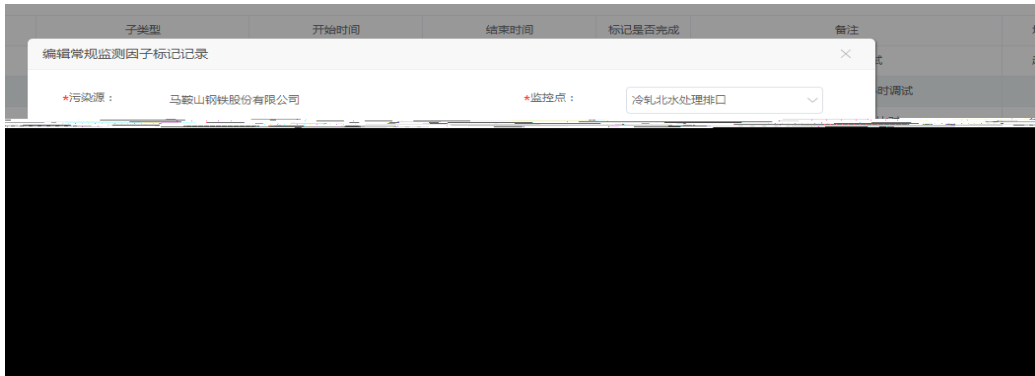 子类型 开始时间 结束时间 标记是否完成 备注
编辑常规监测因子标记记录
*污染源： 马鞍山钢铁股份有限公司 *监控点： 冷轧北水处理排口
时调试